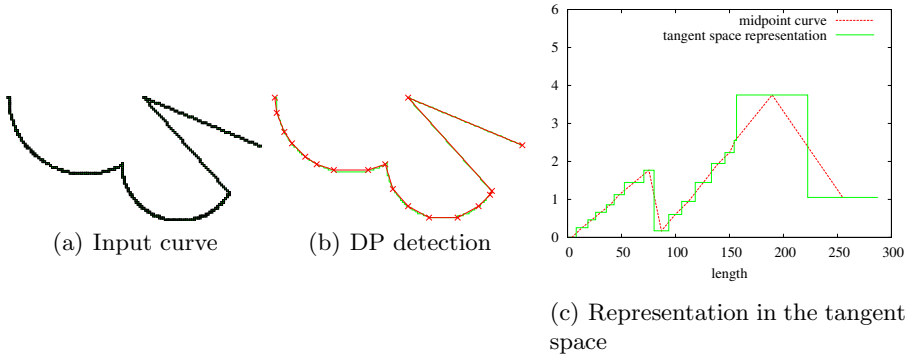 6
5
4
3
2
1
0
midpoint curve
tangent space representation
0 50 100 150 200 250 300
length
(a) Input curve
(b) DP detection
(c) Representation in the tangent
space